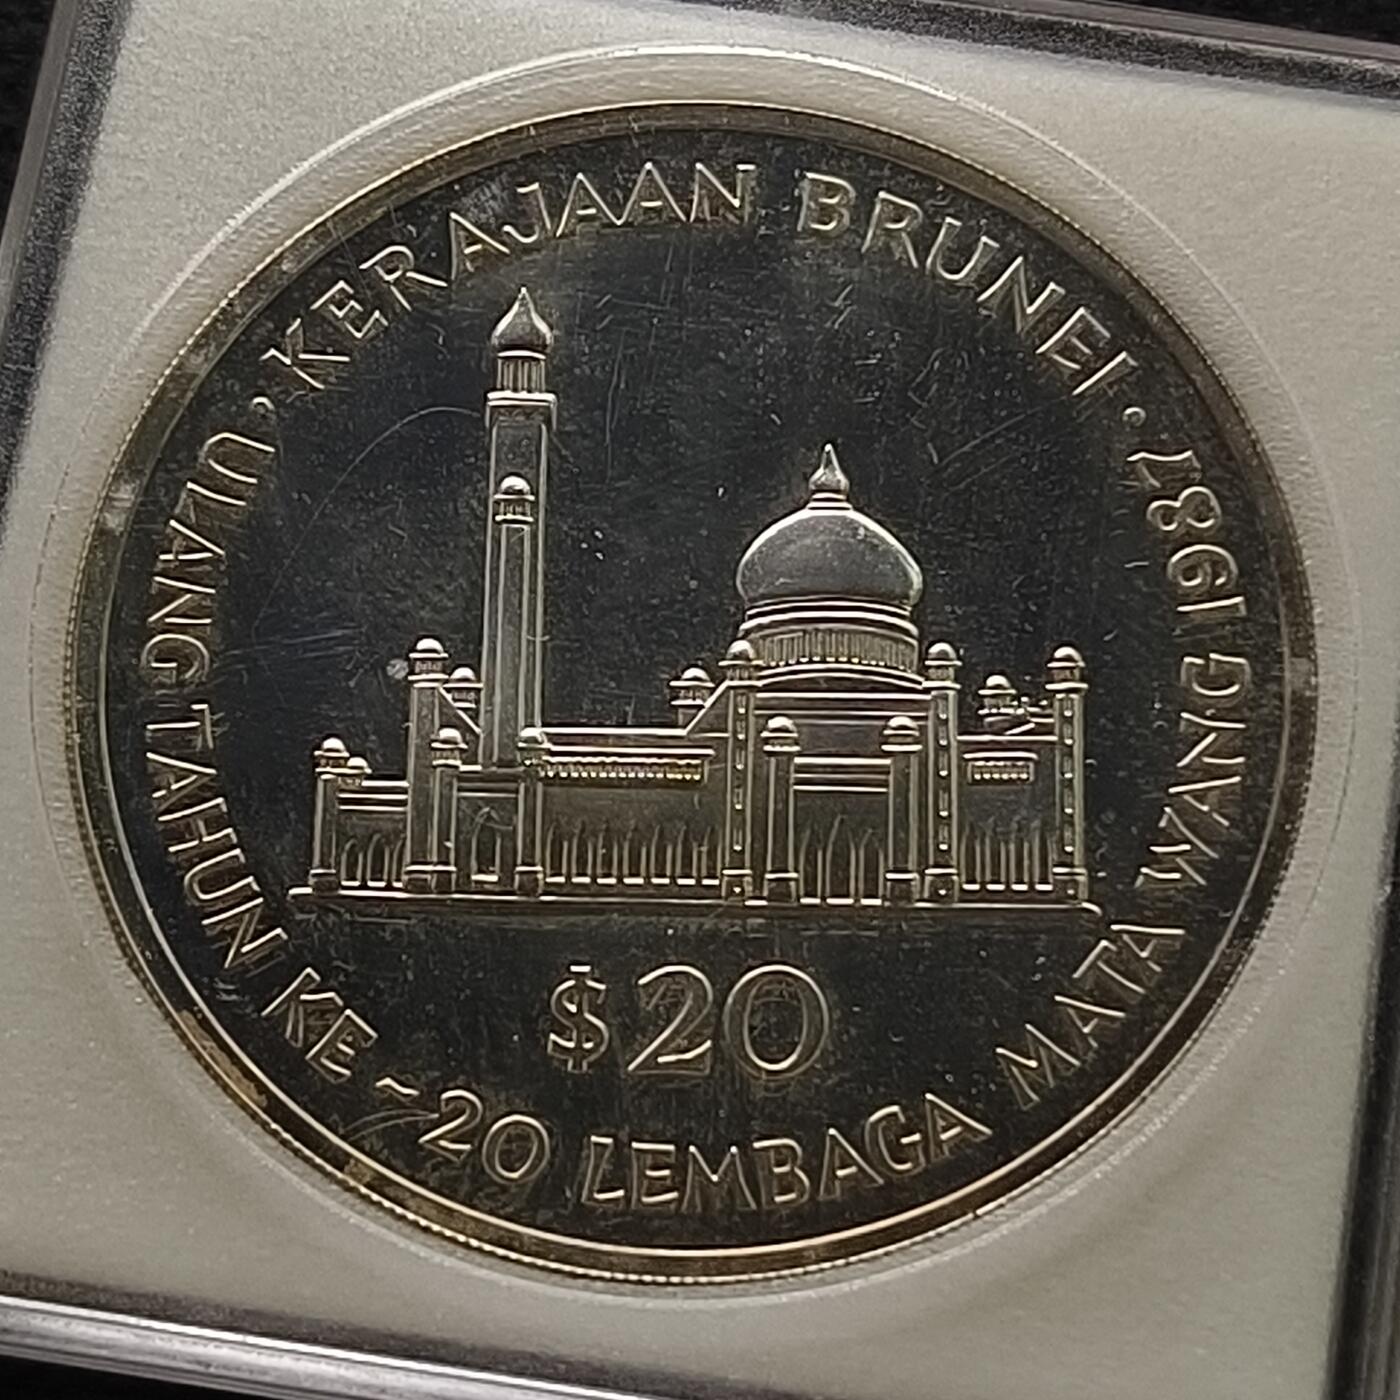 KERAJAAN BRUNEI
ULANG TAHUN KE ~20 LEMBAGA MATA WANG 1987
$20